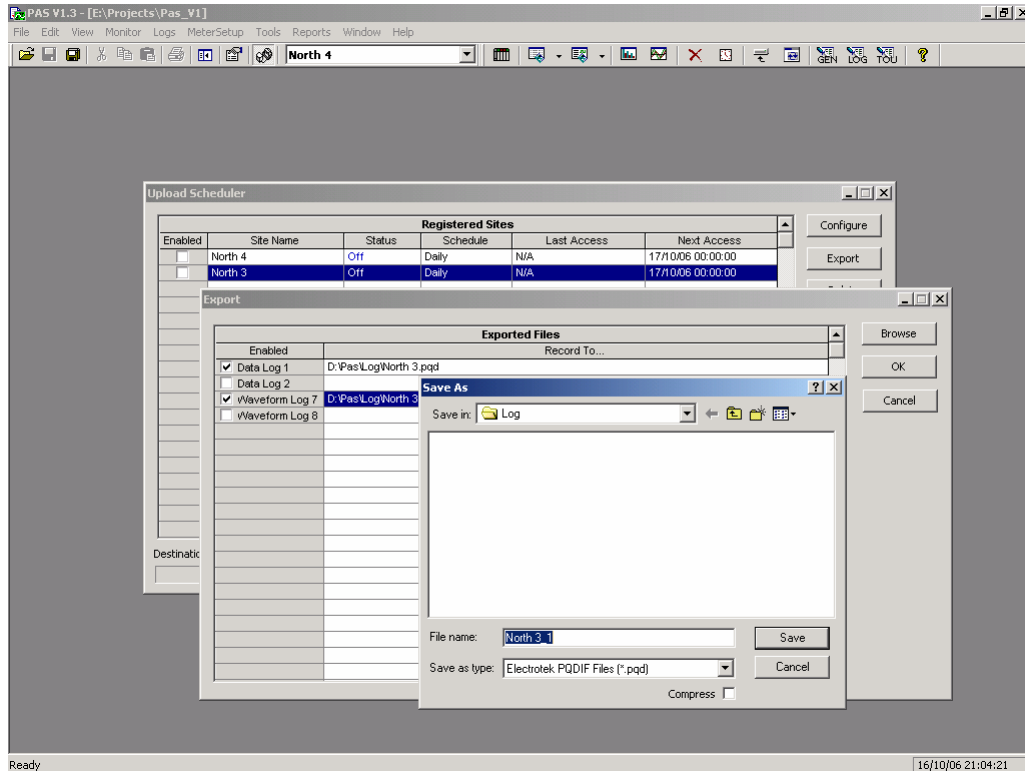 PAS V1.3 - [E:\Projects\Pas_V1]
File Edit View Monitor Logs MeterSetup Tools Reports Window Help
North 4
GEN LOG TOU
Upload Scheduler
Registered Sites
Enabled Site Name Status Schedule Last Access Next Access
North 4 Off Daily N/A 17/10/06 00:00:00
North 3 Off Daily N/A 17/10/06 00:00:00
Configure
Export
Export
Exported Files
Enabled Record To...
Data Log 1 D:\Pas\Log\North 3.pqd
Data Log 2
Waveform Log 7 D:\Pas\Log\North 3
Waveform Log 8
Browse
OK
Cancel
Destinatic
Save As
Save in: Log
File name: North 3_1
Save as type: Electrotek PQDIF Files (*.pqd)
Save
Cancel
Compress
Ready
16/10/06 21:04:21